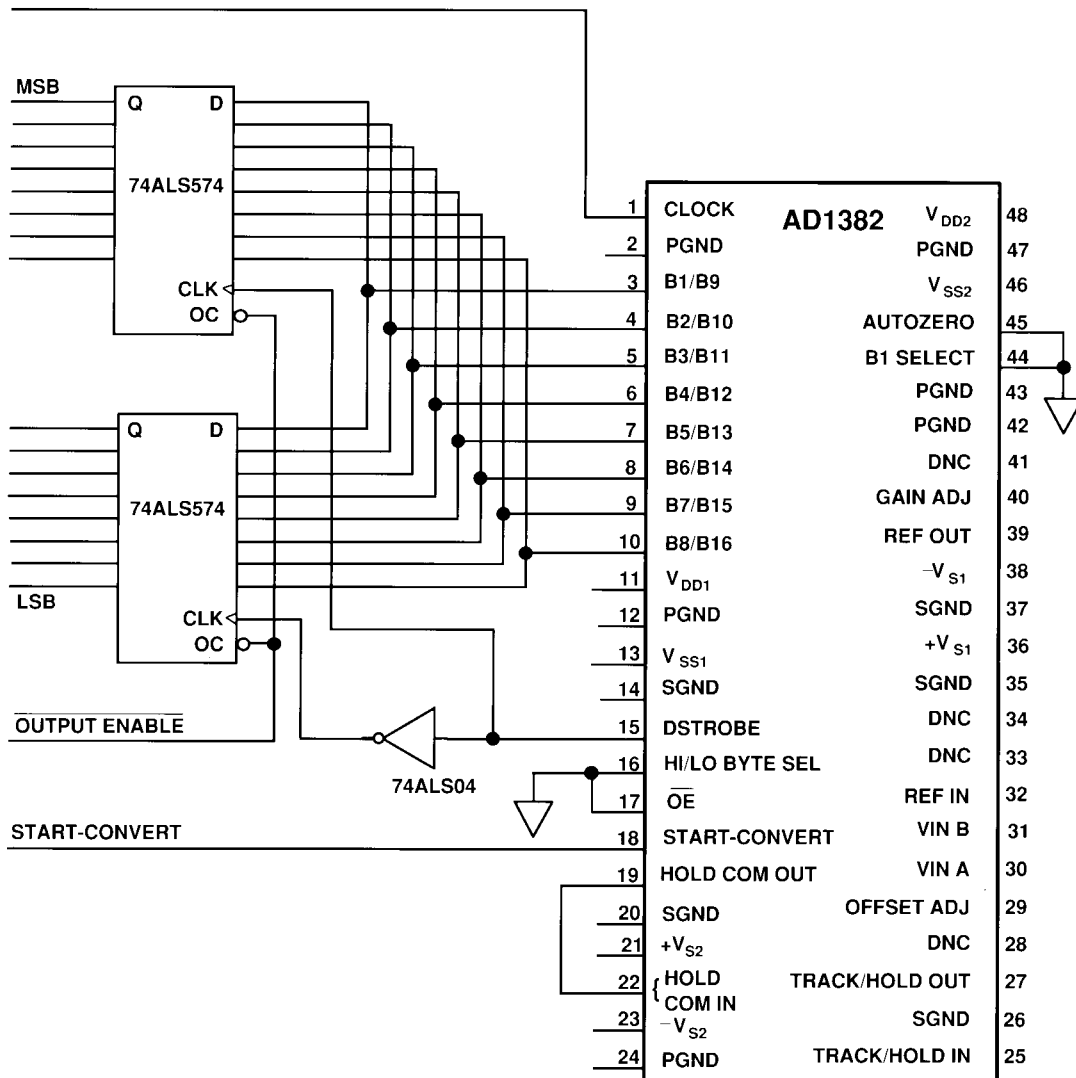 MSB
Q D
74ALS574
CLK
OC
Q D
74ALS574
LSB
CLK
OC
OUTPUT ENABLE
74ALS04
START-CONVERT
AD1382
1 CLOCK
2 PGND
3 B1/B9
4 B2/B10
5 B3/B11
6 B4/B12
7 B5/B13
8 B6/B14
9 B7/B15
10 B8/B16
11 VDD1
12 PGND
13 VSS1
14 SGND
15 DSTROBE
16 HI/LO BYTE SEL
17 OE
18 START-CONVERT
19 HOLD COM OUT
20 SGND
21 +VS2
22 { HOLD
COM IN
23 –VS2
24 PGND
VDD2 48
PGND 47
VSS2 46
AUTOZERO 45
B1 SELECT 44
PGND 43
PGND 42
DNC 41
GAIN ADJ 40
REF OUT 39
–VS1 38
SGND 37
+VS1 36
SGND 35
DNC 34
DNC 33
REF IN 32
VIN B 31
VIN A 30
OFFSET ADJ 29
DNC 28
TRACK/HOLD OUT 27
SGND 26
TRACK/HOLD IN 25